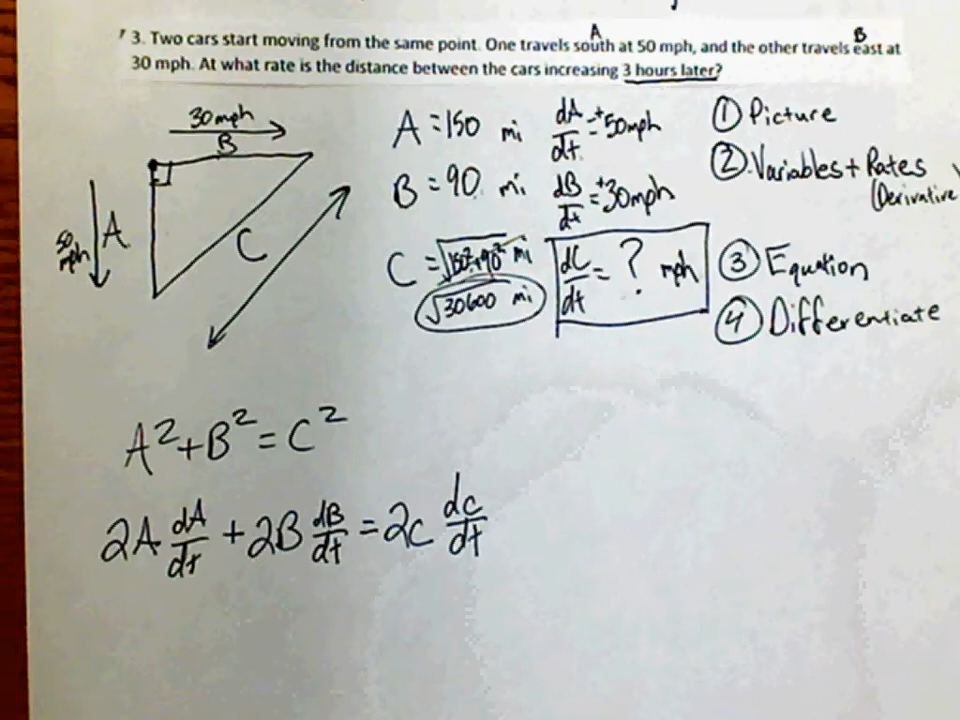 3. Two cars start moving from the same point. One travels south at 50 mph, and the other travels east at
A
B
30 mph. At what rate is the distance between the cars increasing 3 hours later?
30mph
B
50 mph
A
C
A = 150 mi
dA/dt = +50mph
B = 90 mi
dB/dt = +30mph
C = √150²+90² mi
√30600 mi
dC/dt = ? mph
① Picture
② Variables + Rates
(Derivative
③ Equation
④ Differentiate
A² + B² = C²
2A dA/dt + 2B dB/dt = 2C dC/dt